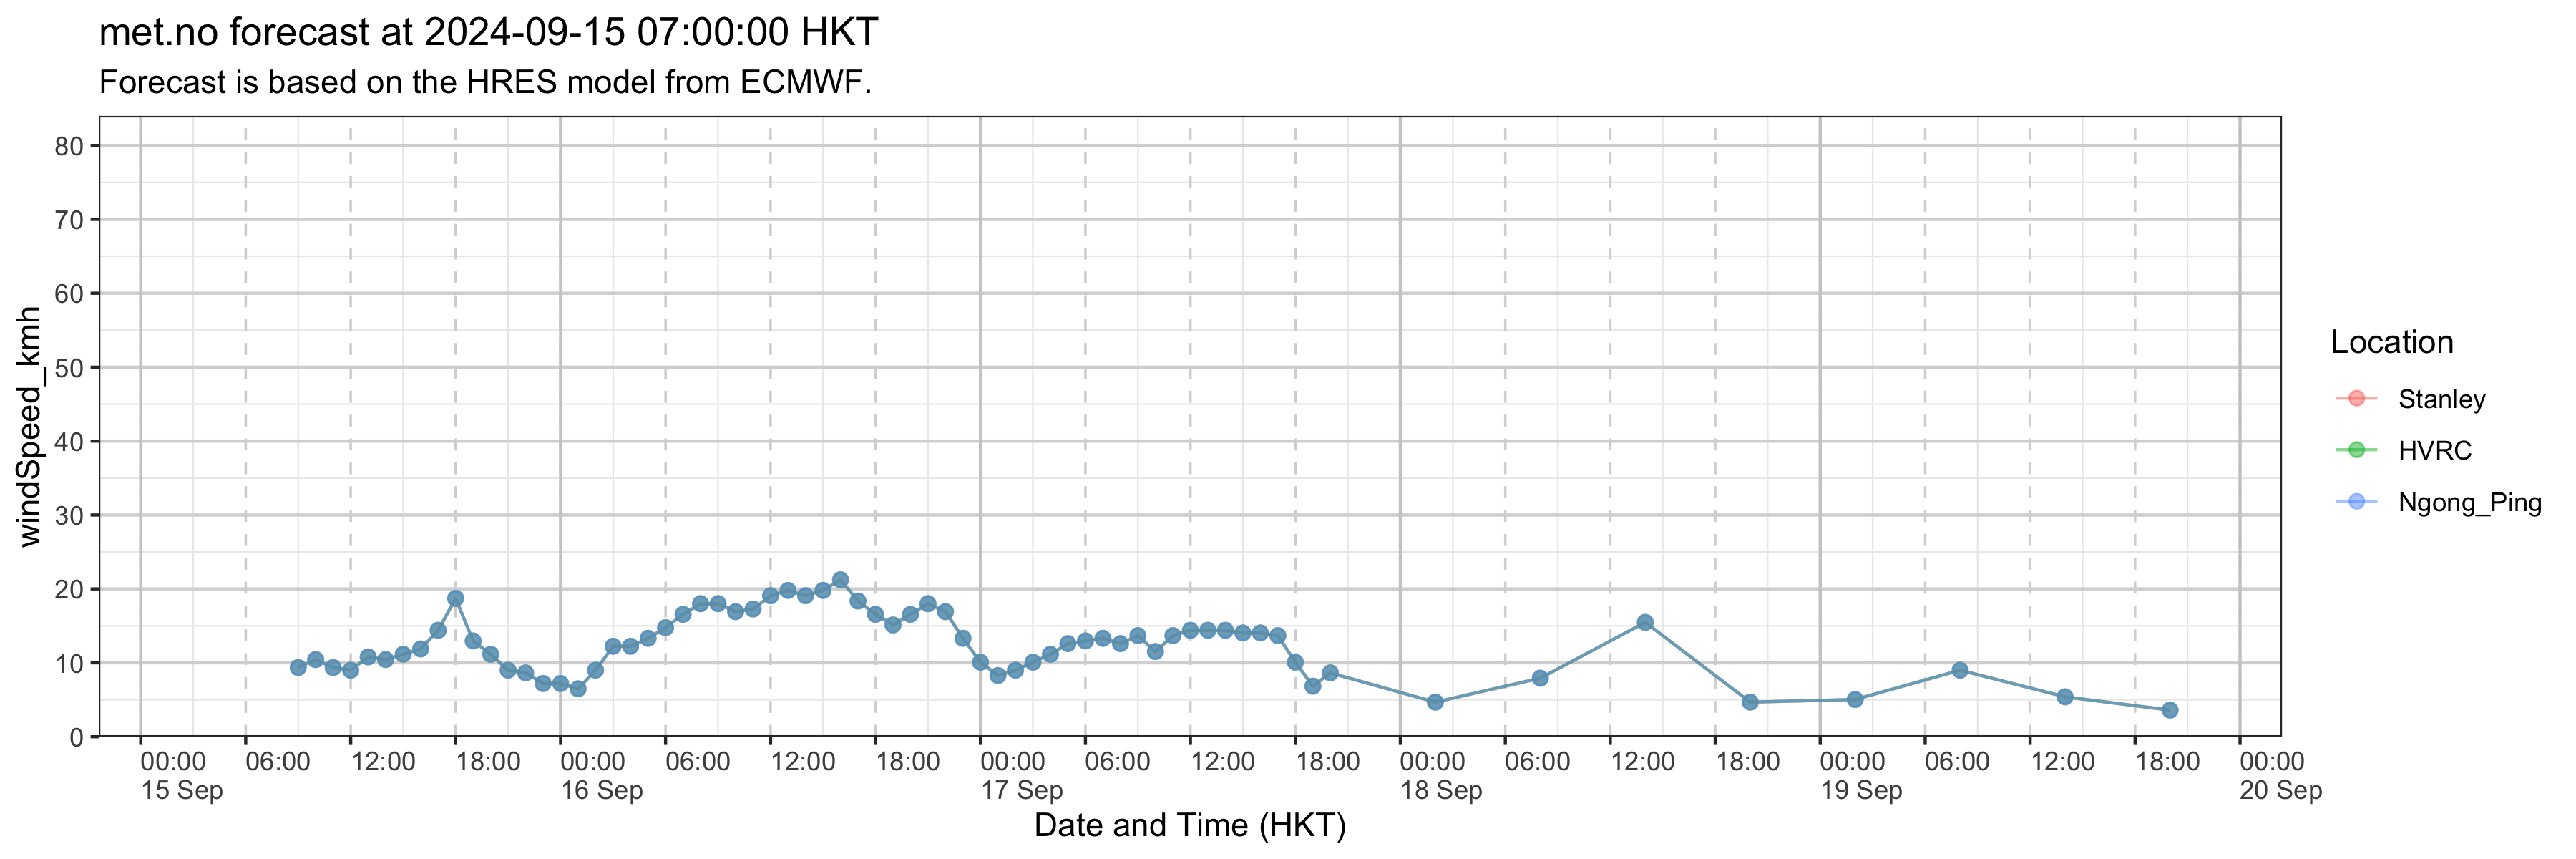 met.no forecast at 2024-09-15 07:00:00 HKT
Forecast is based on the HRES model from ECMWF.
windSpeed_kmh
80
70
60
50
40
30
20
10
0
00:00 06:00 12:00 18:00 00:00 06:00 12:00 18:00 00:00 06:00 12:00 18:00 00:00 06:00 12:00 18:00 00:00 06:00 12:00 18:00 00:00
15 Sep 16 Sep 17 Sep 18 Sep 19 Sep 20 Sep
Date and Time (HKT)
Location
Stanley
HVRC
Ngong_Ping